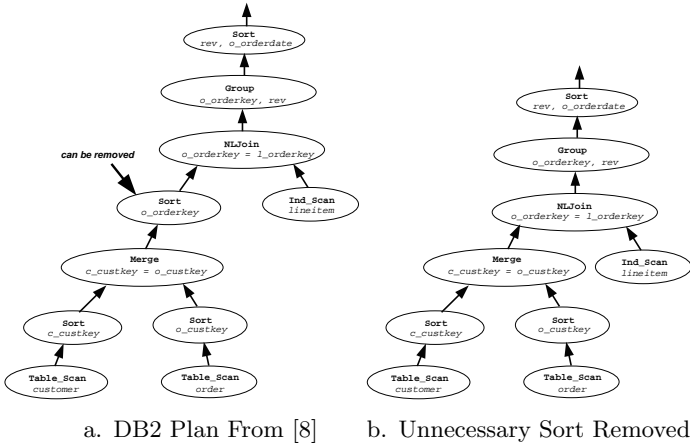 Sort
rev, o_orderdate
Group
o_orderkey, rev
NLJoin
o_orderkey = l_orderkey
can be removed
Sort
o_orderkey
Ind_Scan
lineitem
Merge
c_custkey = o_custkey
Sort
c_custkey
Sort
o_custkey
Table_Scan
customer
Table_Scan
order
a. DB2 Plan From [8]
Sort
rev, o_orderdate
Group
o_orderkey, rev
NLJoin
o_orderkey = l_orderkey
Merge
c_custkey = o_custkey
Ind_Scan
lineitem
Sort
c_custkey
Sort
o_custkey
Table_Scan
customer
Table_Scan
order
b. Unnecessary Sort Removed